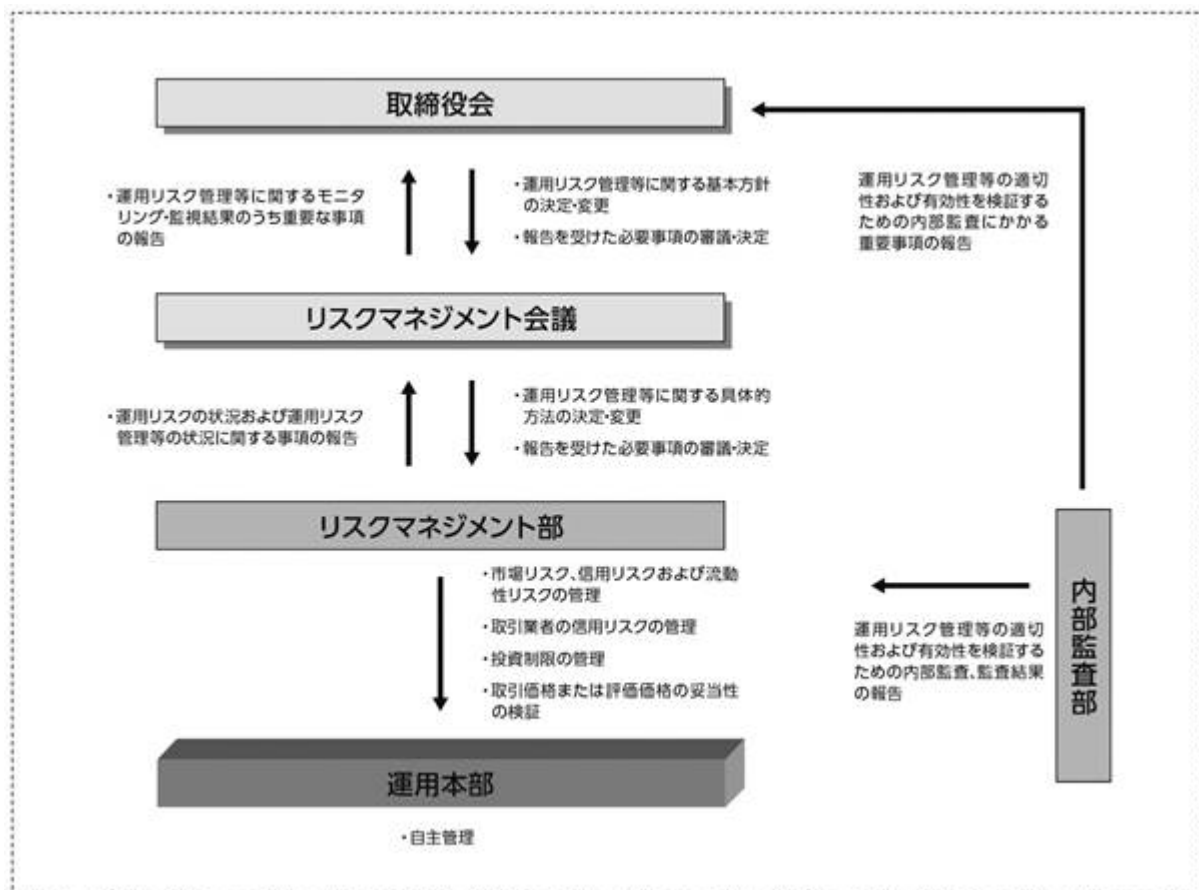 取締役会
・運用リスク管理等に関するモニタ
リング・監視結果のうち重要な事項
の報告
・運用リスク管理等に関する基本方針
の決定・変更
・報告を受けた必要事項の審議・決定
運用リスク管理等の適切
性および有効性を検証する
ための内部監査にかかる
重要事項の報告
リスクマネジメント会議
・運用リスクの状況および運用リスク
管理等の状況に関する事項の報告
・運用リスク管理等に関する具体的
方法の決定・変更
・報告を受けた必要事項の審議・決定
リスクマネジメント部
・市場リスク、信用リスクおよび流動
性リスクの管理
・取引業者の信用リスクの管理
・投資制限の管理
・取引価格または評価価格の妥当性
の検証
運用リスク管理等の適切
性および有効性を検証する
ための内部監査、監査結果
の報告
内部監査部
運用本部
・自主管理